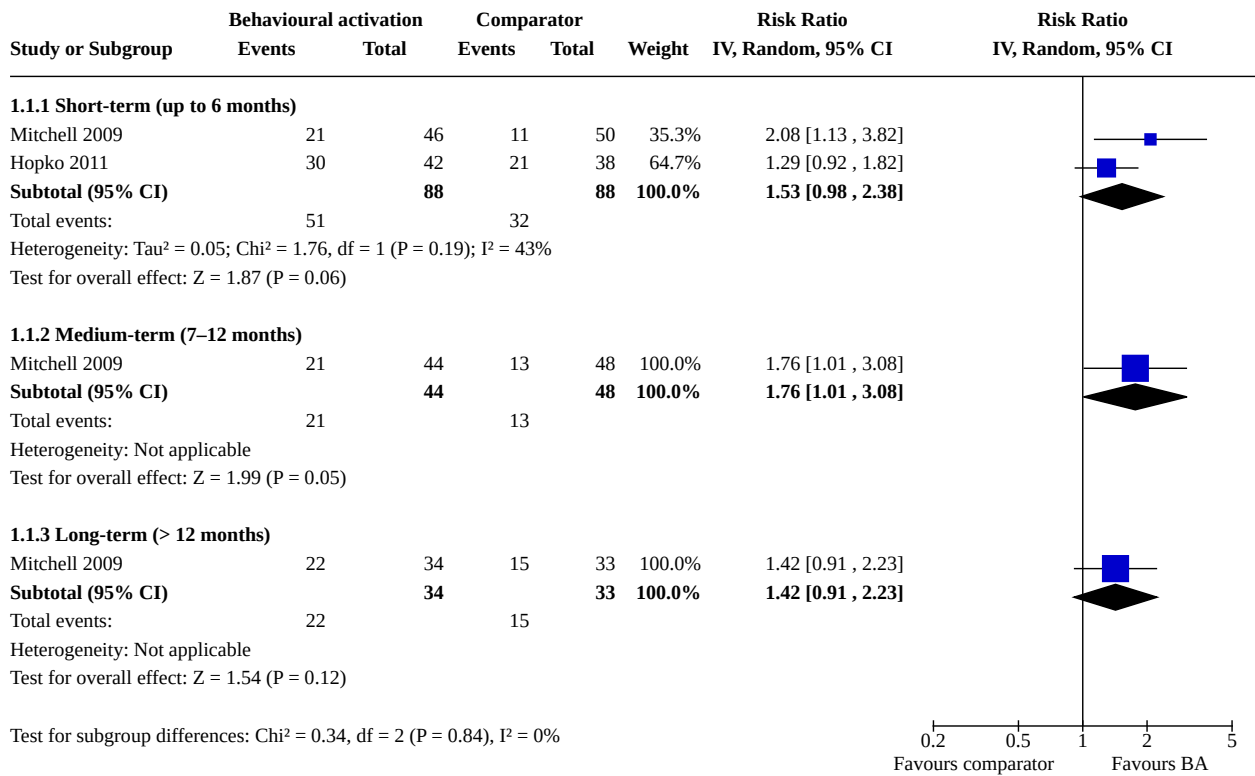 Behavioural activation Comparator Risk Ratio Risk Ratio
Study or Subgroup Events Total Events Total Weight IV, Random, 95% CI IV, Random, 95% CI
1.1.1 Short-term (up to 6 months)
Mitchell 2009 21 46 11 50 35.3% 2.08 [1.13 , 3.82]
Hopko 2011 30 42 21 38 64.7% 1.29 [0.92 , 1.82]
Subtotal (95% CI) 88 88 100.0% 1.53 [0.98 , 2.38]
Total events: 51 32
Heterogeneity: Tau² = 0.05; Chi² = 1.76, df = 1 (P = 0.19); I² = 43%
Test for overall effect: Z = 1.87 (P = 0.06)
1.1.2 Medium-term (7–12 months)
Mitchell 2009 21 44 13 48 100.0% 1.76 [1.01 , 3.08]
Subtotal (95% CI) 44 48 100.0% 1.76 [1.01 , 3.08]
Total events: 21 13
Heterogeneity: Not applicable
Test for overall effect: Z = 1.99 (P = 0.05)
1.1.3 Long-term (> 12 months)
Mitchell 2009 22 34 15 33 100.0% 1.42 [0.91 , 2.23]
Subtotal (95% CI) 34 33 100.0% 1.42 [0.91 , 2.23]
Total events: 22 15
Heterogeneity: Not applicable
Test for overall effect: Z = 1.54 (P = 0.12)
Test for subgroup differences: Chi² = 0.34, df = 2 (P = 0.84), I² = 0%
0.2 0.5 1 2 5
Favours comparator Favours BA